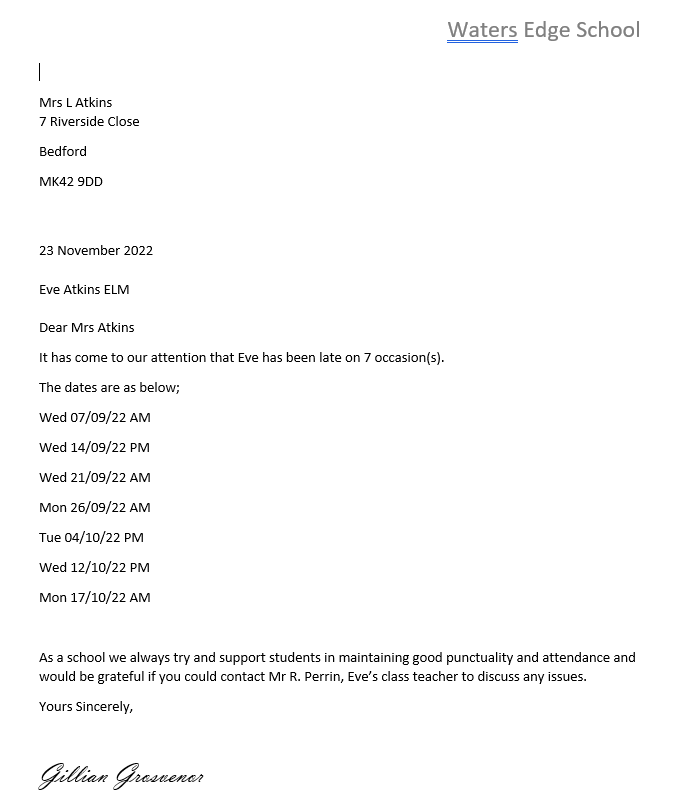 Waters Edge School
Mrs L Atkins
7 Riverside Close
Bedford
MK42 9DD
23 November 2022
Eve Atkins ELM
Dear Mrs Atkins
It has come to our attention that Eve has been late on 7 occasion(s).
The dates are as below;
Wed 07/09/22 AM
Wed 14/09/22 PM
Wed 21/09/22 AM
Mon 26/09/22 AM
Tue 04/10/22 PM
Wed 12/10/22 PM
Mon 17/10/22 AM
As a school we always try and support students in maintaining good punctuality and attendance and
would be grateful if you could contact Mr R. Perrin, Eve’s class teacher to discuss any issues.
Yours Sincerely,
Gillian Grosvenor